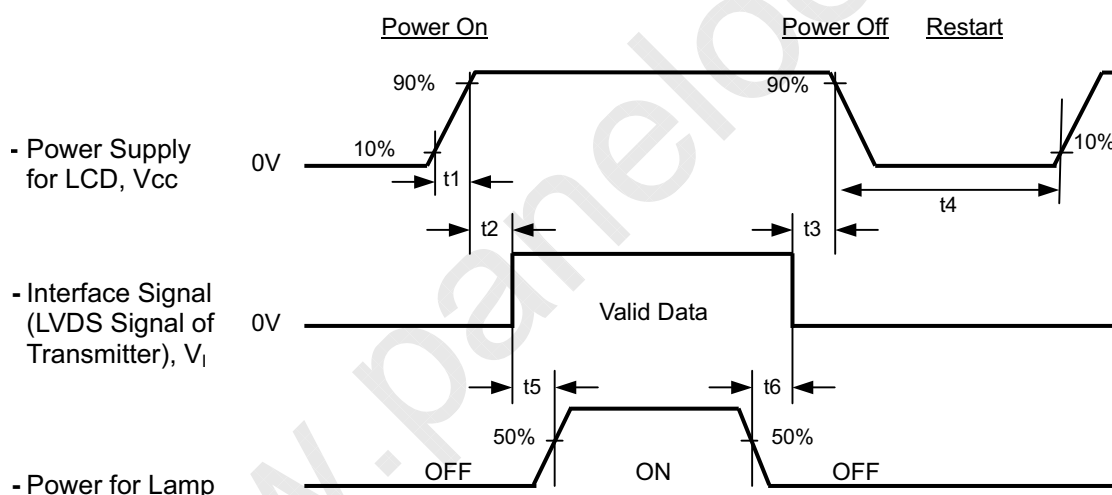 Power On Power Off Restart
90% 90%
- Power Supply
for LCD, Vcc
0V 10% 10%
t1
t4
t2 t3
- Interface Signal
(LVDS Signal of
Transmitter), VI
0V Valid Data
t5 t6
50% 50%
OFF ON OFF
- Power for Lamp
w.paneloo